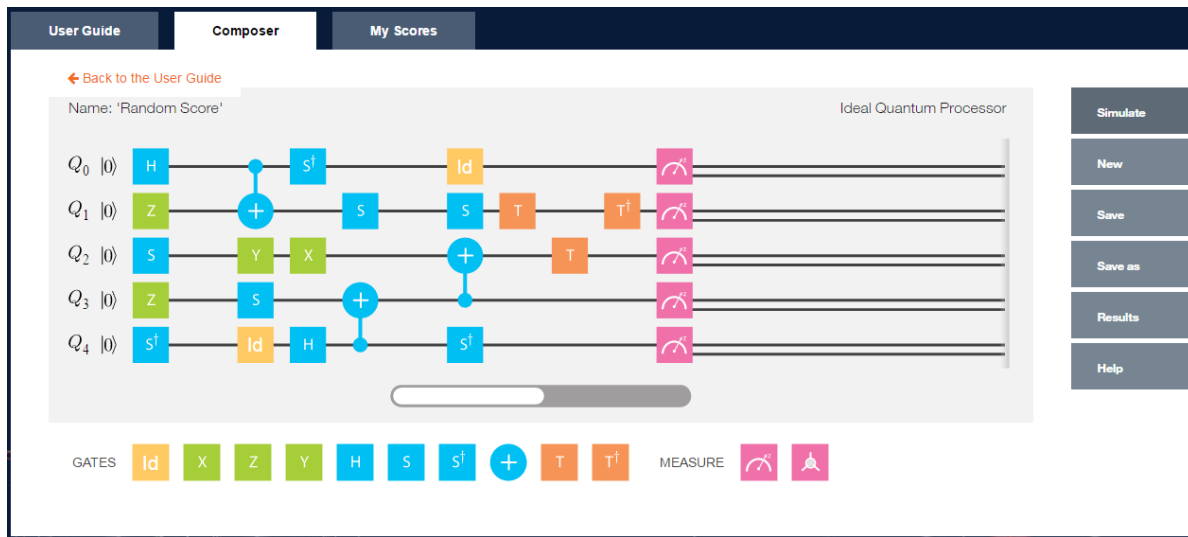 User Guide Composer My Scores
← Back to the User Guide
Name: 'Random Score' Ideal Quantum Processor
Simulate
New
Save
Save as
Results
Help
Q0 |0⟩ H S† Id
Q1 |0⟩ Z + S S T T†
Q2 |0⟩ S Y X + T
Q3 |0⟩ Z S +
Q4 |0⟩ S† Id H S†
GATES Id X Z Y H S S† + T T† MEASURE